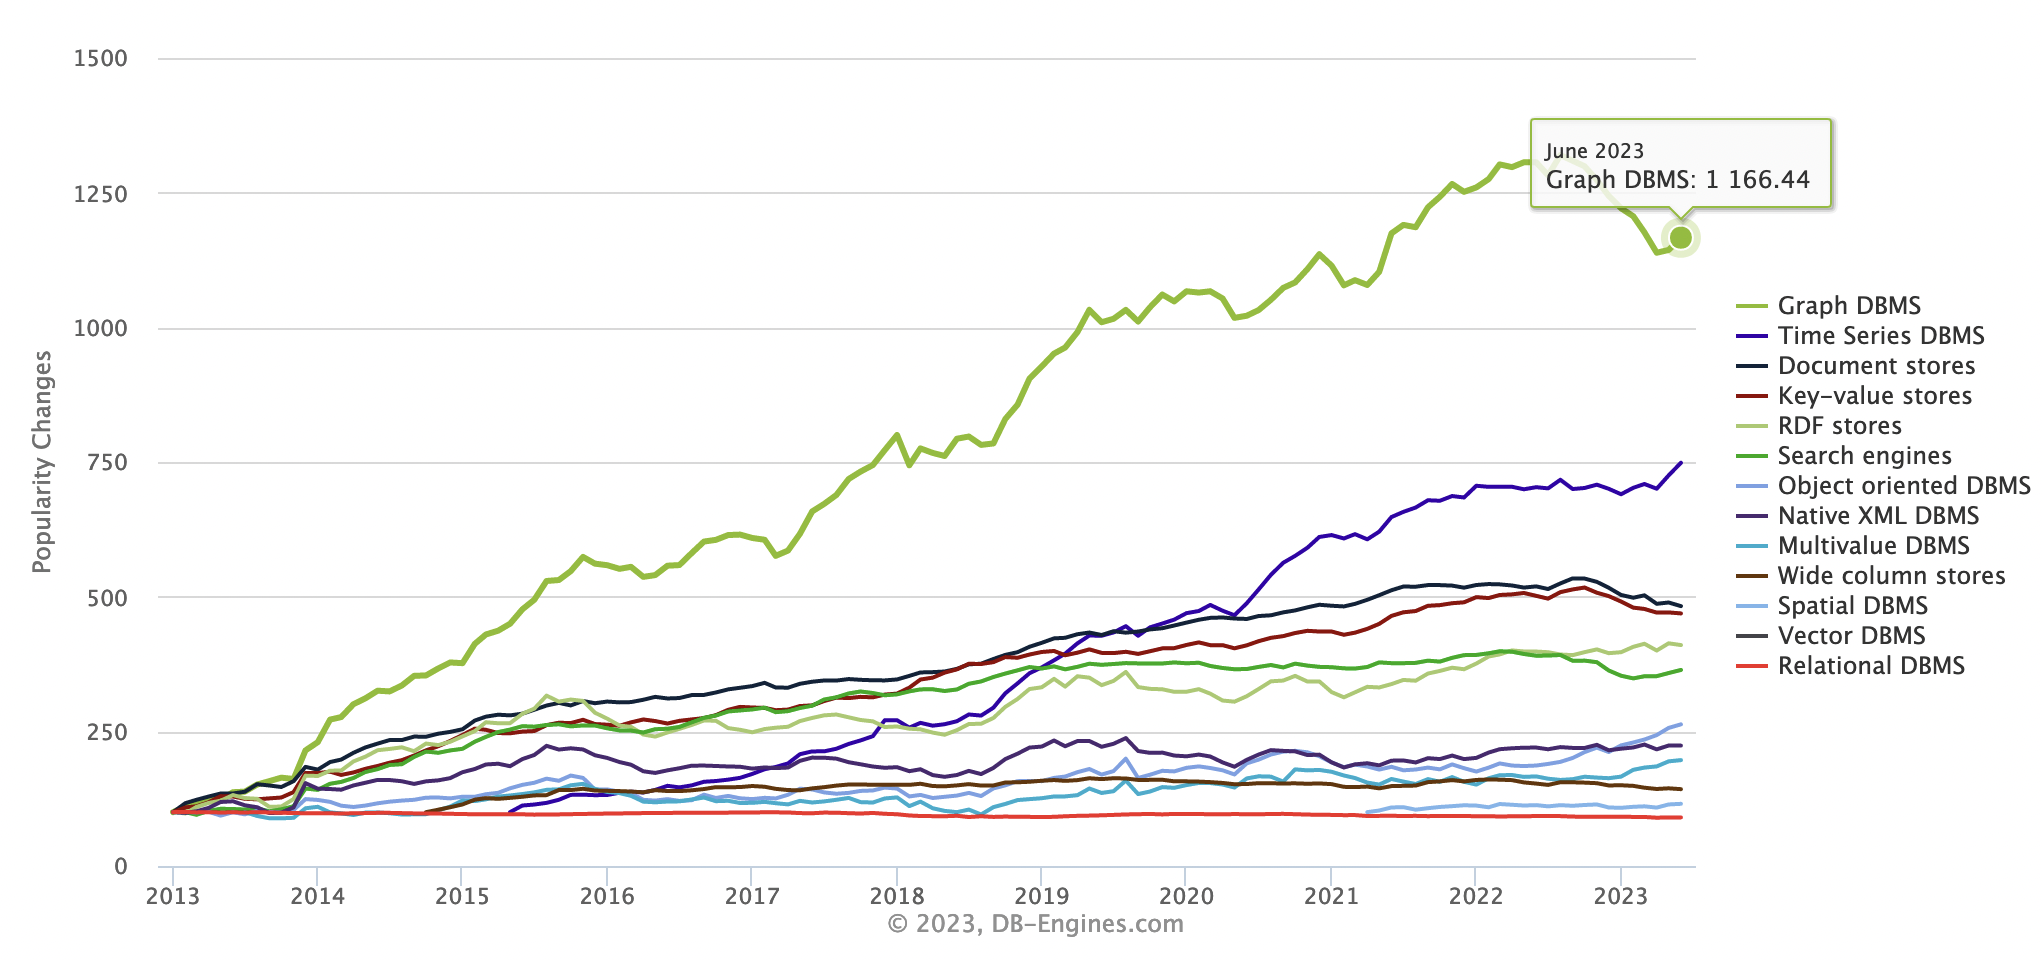 1500
1250
1000
750
500
250
0
Popularity Changes
June 2023
Graph DBMS: 1 166.44
Graph DBMS
Time Series DBMS
Document stores
Key-value stores
RDF stores
Search engines
Object oriented DBMS
Native XML DBMS
Multivalue DBMS
Wide column stores
Spatial DBMS
Vector DBMS
Relational DBMS
2013 2014 2015 2016 2017 2018 2019 2020 2021 2022 2023
© 2023, DB-Engines.com